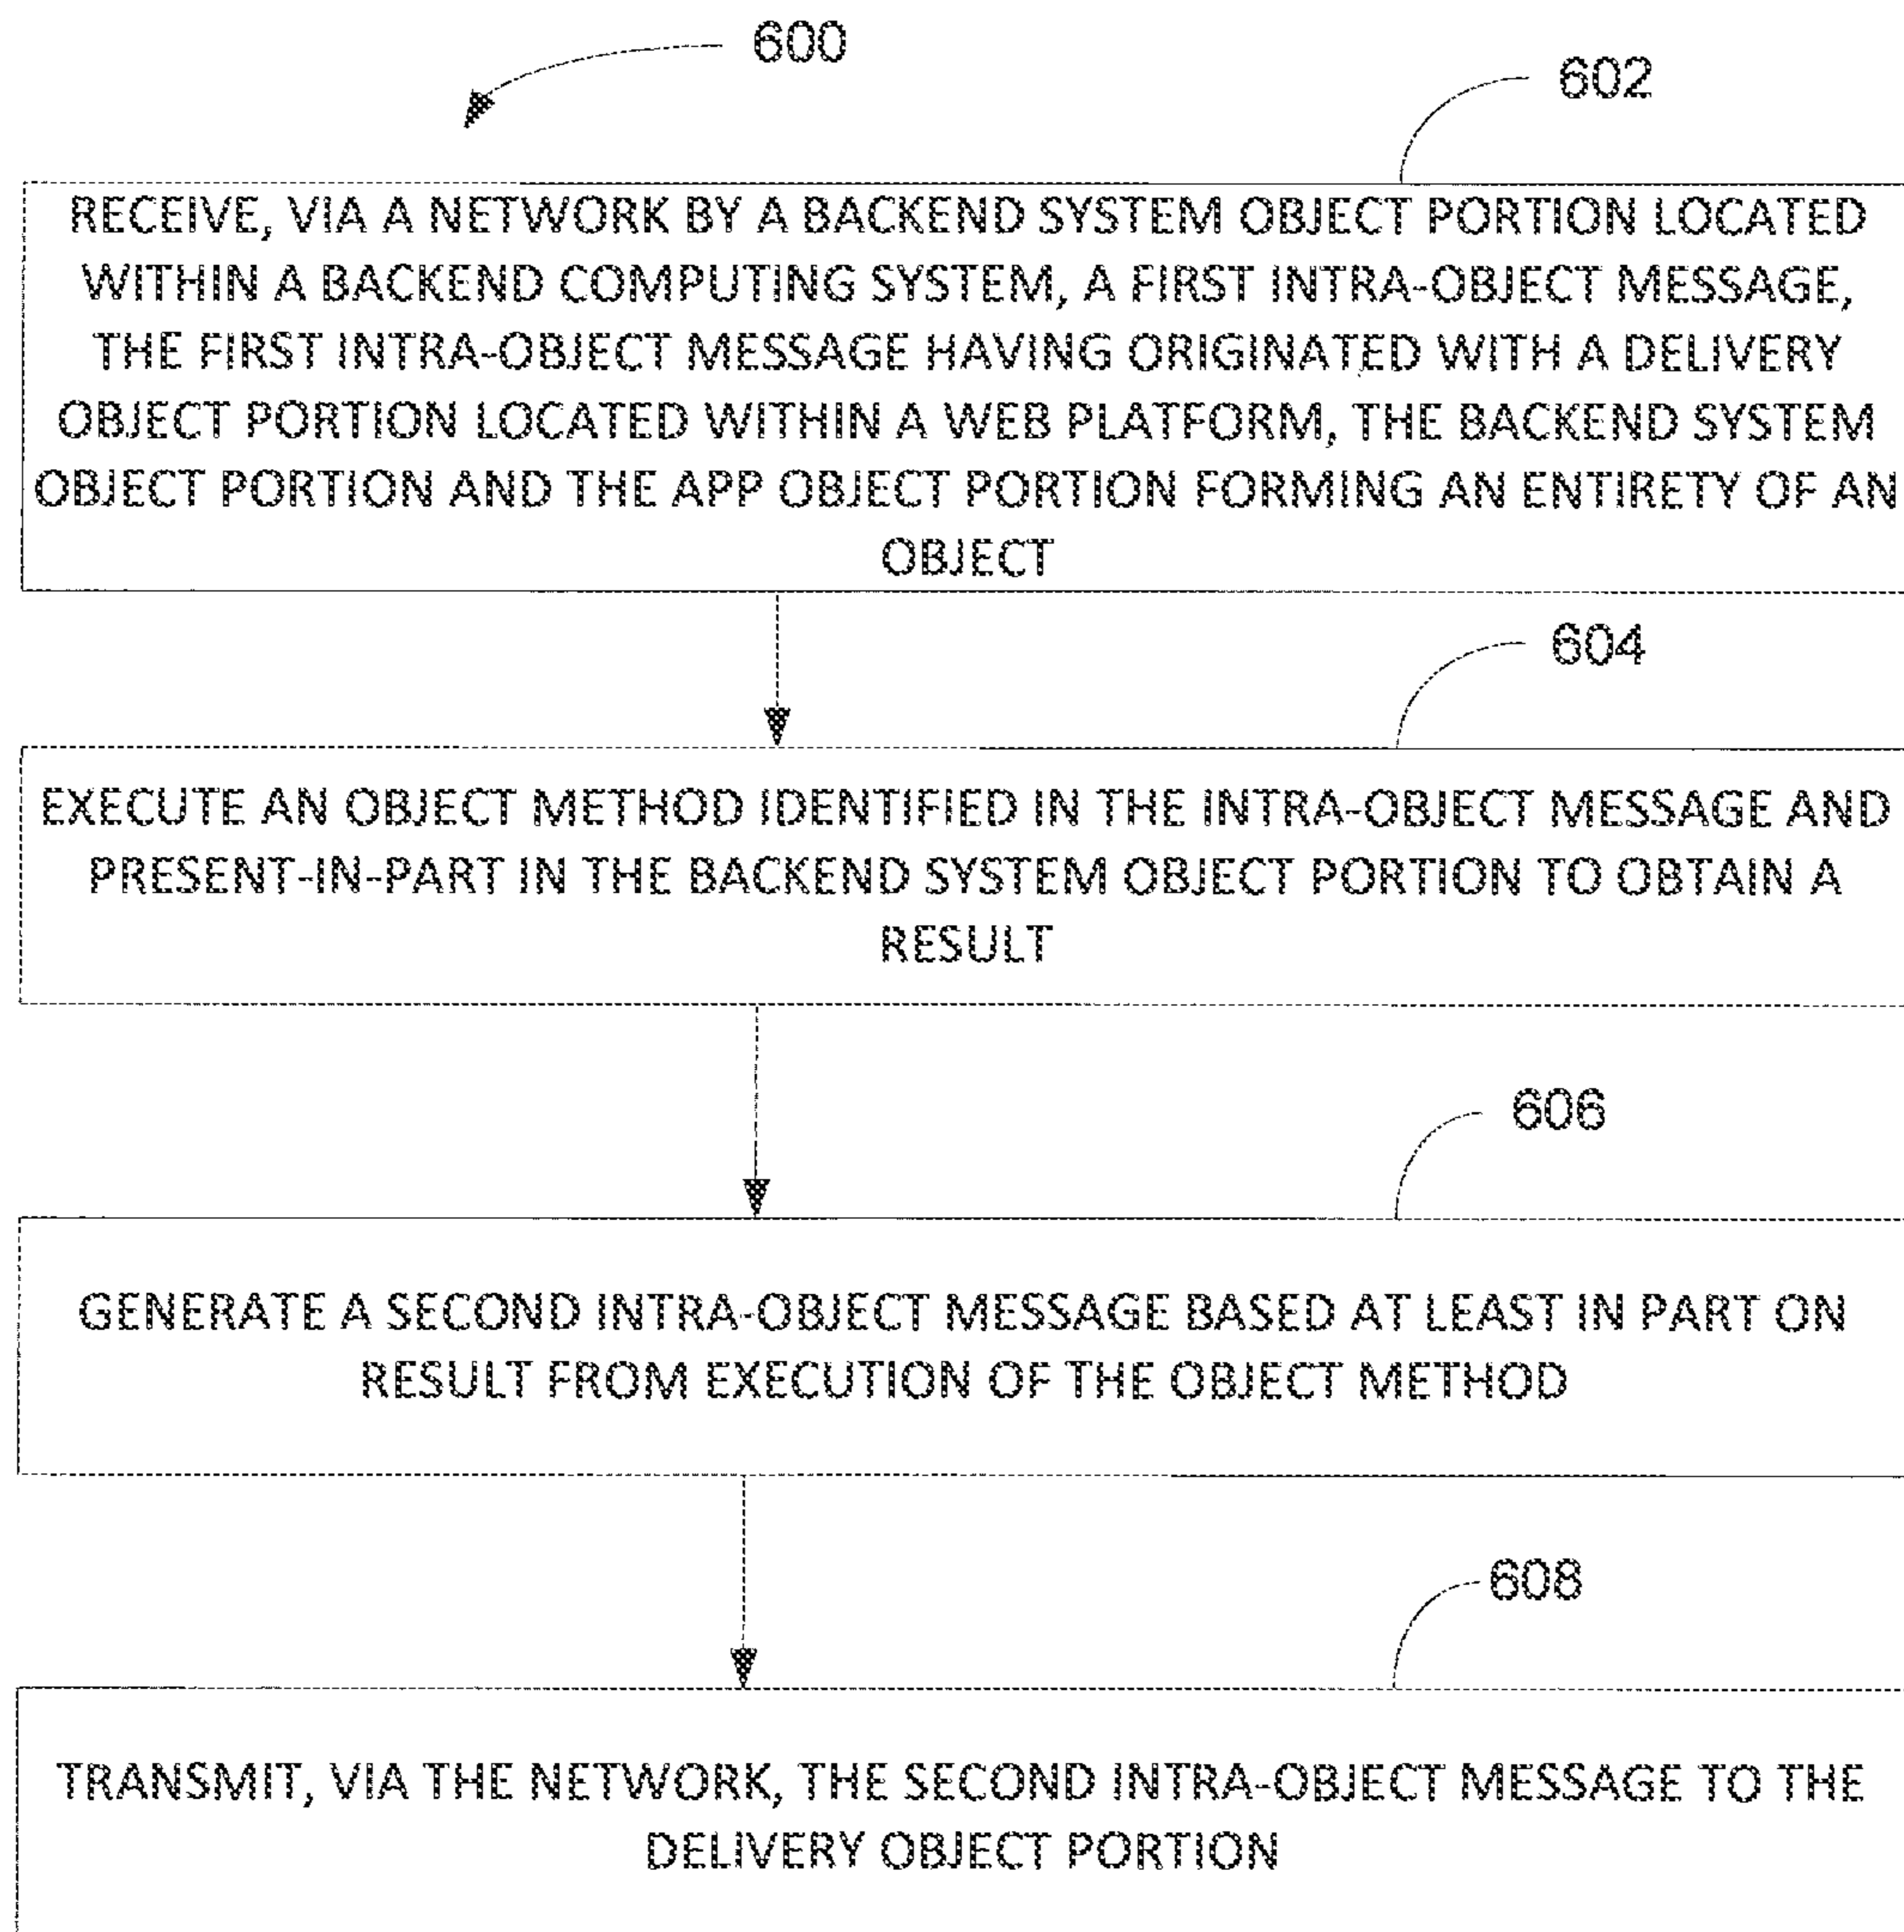 600
602
RECEIVE, VIA A NETWORK BY A BACKEND SYSTEM OBJECT PORTION LOCATED
WITHIN A BACKEND COMPUTING SYSTEM, A FIRST INTRA-OBJECT MESSAGE,
THE FIRST INTRA-OBJECT MESSAGE HAVING ORIGINATED WITH A DELIVERY
OBJECT PORTION LOCATED WITHIN A WEB PLATFORM, THE BACKEND SYSTEM
OBJECT PORTION AND THE APP OBJECT PORTION FORMING AN ENTIRETY OF AN
OBJECT
604
EXECUTE AN OBJECT METHOD IDENTIFIED IN THE INTRA-OBJECT MESSAGE AND
PRESENT-IN-PART IN THE BACKEND SYSTEM OBJECT PORTION TO OBTAIN A
RESULT
606
GENERATE A SECOND INTRA-OBJECT MESSAGE BASED AT LEAST IN PART ON
RESULT FROM EXECUTION OF THE OBJECT METHOD
608
TRANSMIT, VIA THE NETWORK, THE SECOND INTRA-OBJECT MESSAGE TO THE
DELIVERY OBJECT PORTION